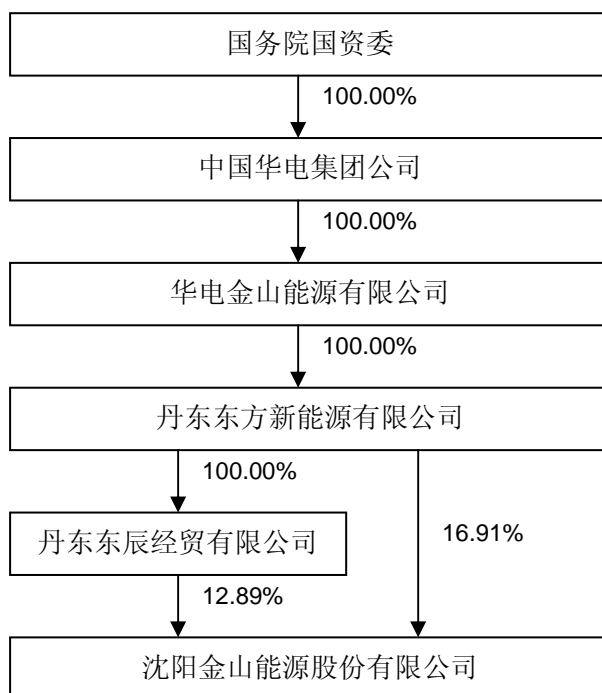 国务院国资委
100.00%
中国华电集团公司
100.00%
华电金山能源有限公司
100.00%
丹东东方新能源有限公司
100.00%
丹东东辰经贸有限公司
16.91%
12.89%
沈阳金山能源股份有限公司